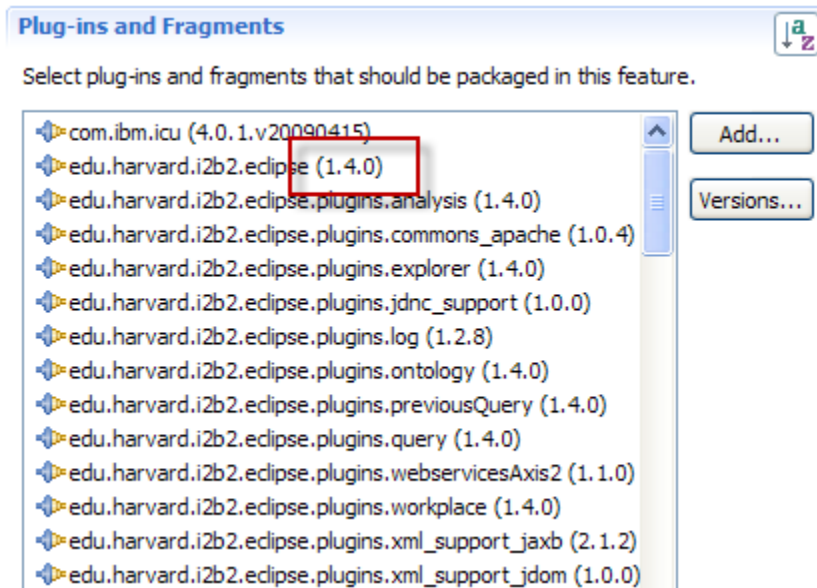 Plug-ins and Fragments
a
z
Select plug-ins and fragments that should be packaged in this feature.
com.ibm.icu (4.0.1.v20090415)
Add...
edu.harvard.i2b2.eclipse (1.4.0)
edu.harvard.i2b2.eclipse.plugins.analysis (1.4.0)
Versions...
edu.harvard.i2b2.eclipse.plugins.commons_apache (1.0.4)
edu.harvard.i2b2.eclipse.plugins.explorer (1.4.0)
edu.harvard.i2b2.eclipse.plugins.jdnc_support (1.0.0)
edu.harvard.i2b2.eclipse.plugins.log (1.2.8)
edu.harvard.i2b2.eclipse.plugins.ontology (1.4.0)
edu.harvard.i2b2.eclipse.plugins.previousQuery (1.4.0)
edu.harvard.i2b2.eclipse.plugins.query (1.4.0)
edu.harvard.i2b2.eclipse.plugins.webservicesAxis2 (1.1.0)
edu.harvard.i2b2.eclipse.plugins.workplace (1.4.0)
edu.harvard.i2b2.eclipse.plugins.xml_support_jaxb (2.1.2)
edu.harvard.i2b2.eclipse.plugins.xml_support_jdom (1.0.0)